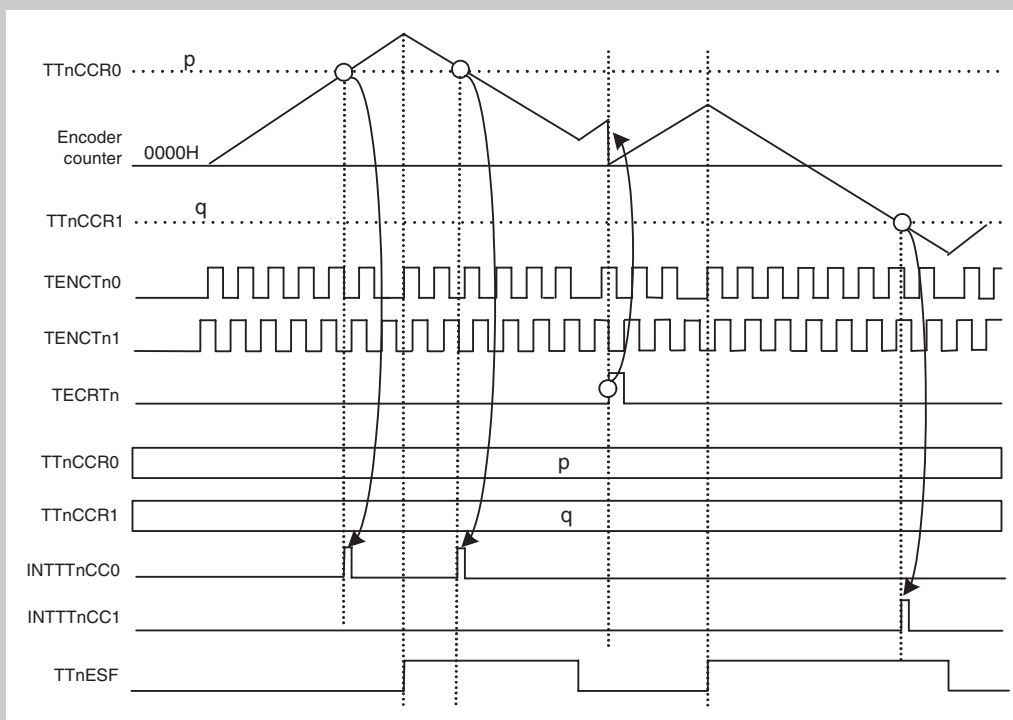 p
TTnCCR0
Encoder
counter
0000H
q
TTnCCR1
TENCTn0
TENCTn1
TECRTn
TTnCCR0
p
TTnCCR1
q
INTTTnCC0
INTTTnCC1
TTnESF